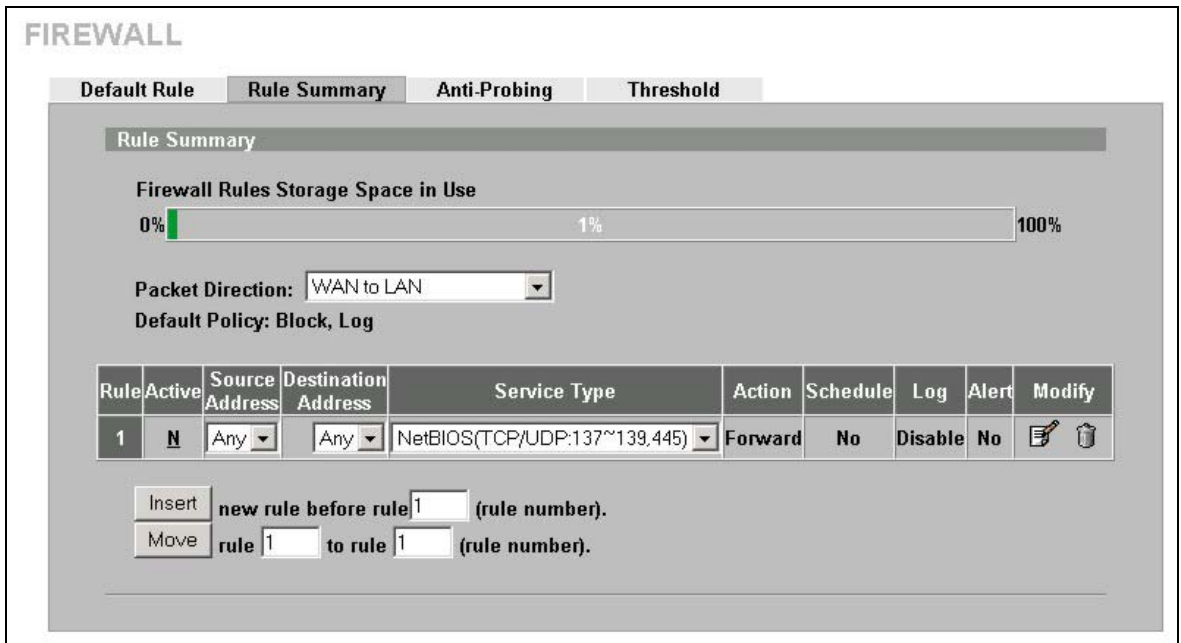 FIREWALL
Default Rule Rule Summary Anti-Probing Threshold
Rule Summary
Firewall Rules Storage Space in Use
0% 1% 100%
Packet Direction: WAN to LAN
Default Policy: Block, Log
Rule Active Source Address Destination Address Service Type Action Schedule Log Alert Modify
1 N Any Any NetBIOS(TCP/UDP:137~139,445) Forward No Disable No
Insert new rule before rule 1 (rule number).
Move rule 1 to rule 1 (rule number).